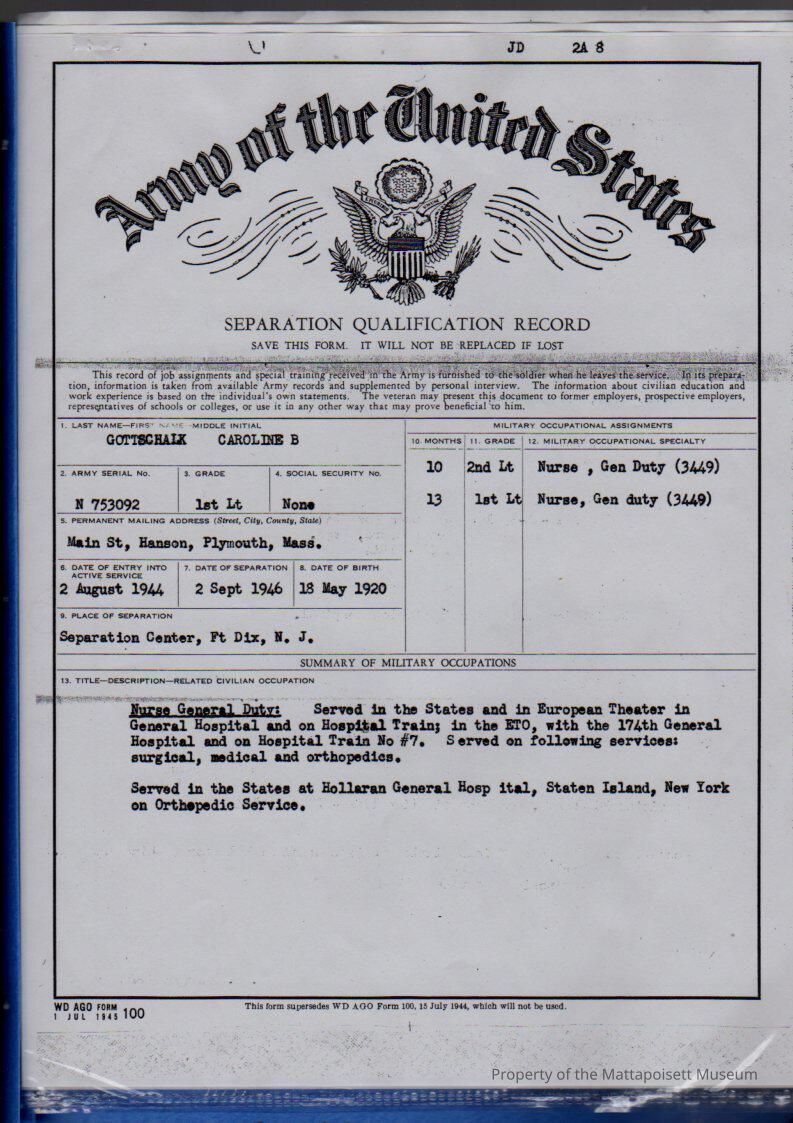 JD 2A 8
Army of the United States
SEPARATION QUALIFICATION RECORD
SAVE THIS FORM. IT WILL NOT BE REPLACED IF LOST
This record of job assignments and special training received in the Army is furnished to the soldier when he leaves the service. In its prepara-
tion, information is taken from available Army records and supplemented by personal interview. The information about civilian education and
work experience is based on the individual's own statements. The veteran may present this document to former employers, prospective employers,
representatives of schools or colleges, or use it in any other way that may prove beneficial to him.
1. LAST NAME—FIRST NAME—MIDDLE INITIAL
GOTTSCHALK CAROLINE B
MILITARY OCCUPATIONAL ASSIGNMENTS
10. MONTHS 11. GRADE 12. MILITARY OCCUPATIONAL SPECIALTY
10 2nd Lt Nurse , Gen Duty (3449)
13 1st Lt Nurse, Gen duty (3449)
2. ARMY SERIAL No. 3. GRADE 4. SOCIAL SECURITY No.
N 753092 1st Lt None
5. PERMANENT MAILING ADDRESS (Street, City, County, State)
Main St, Hanson, Plymouth, Mass.
6. DATE OF ENTRY INTO ACTIVE SERVICE 7. DATE OF SEPARATION 8. DATE OF BIRTH
2 August 1944 2 Sept 1946 18 May 1920
9. PLACE OF SEPARATION
Separation Center, Ft Dix, N. J.
SUMMARY OF MILITARY OCCUPATIONS
13. TITLE—DESCRIPTION—RELATED CIVILIAN OCCUPATION
Nurse General Duty: Served in the States and in European Theater in
General Hospital and on Hospital Train; in the ETO, with the 174th General
Hospital and on Hospital Train No #7. Served on following services:
surgical, medical and orthopedics.
Served in the States at Hollaran General Hosp ital, Staten Island, New York
on Orthopedic Service.
WD AGO FORM 100
1 JUL 1945
This form supersedes WD AGO Form 100, 15 July 1944, which will not be used.
Property of the Mattapoisett Museum